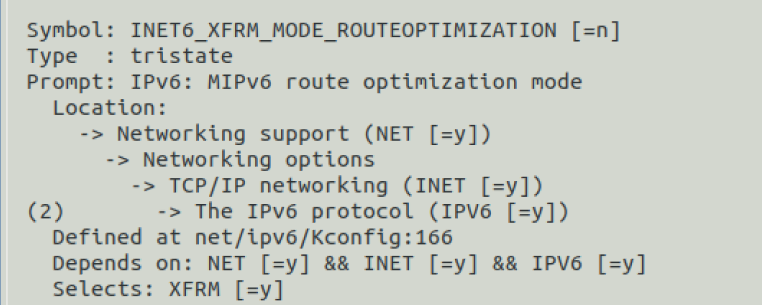 Symbol: INET6_XFRM_MODE_ROUTEOPTIMIZATION [=n]
Type  : tristate
Prompt: IPv6: MIPv6 route optimization mode
  Location:
    -> Networking support (NET [=y])
      -> Networking options
        -> TCP/IP networking (INET [=y])
(2)       -> The IPv6 protocol (IPV6 [=y])
  Defined at net/ipv6/Kconfig:166
  Depends on: NET [=y] && INET [=y] && IPV6 [=y]
  Selects: XFRM [=y]